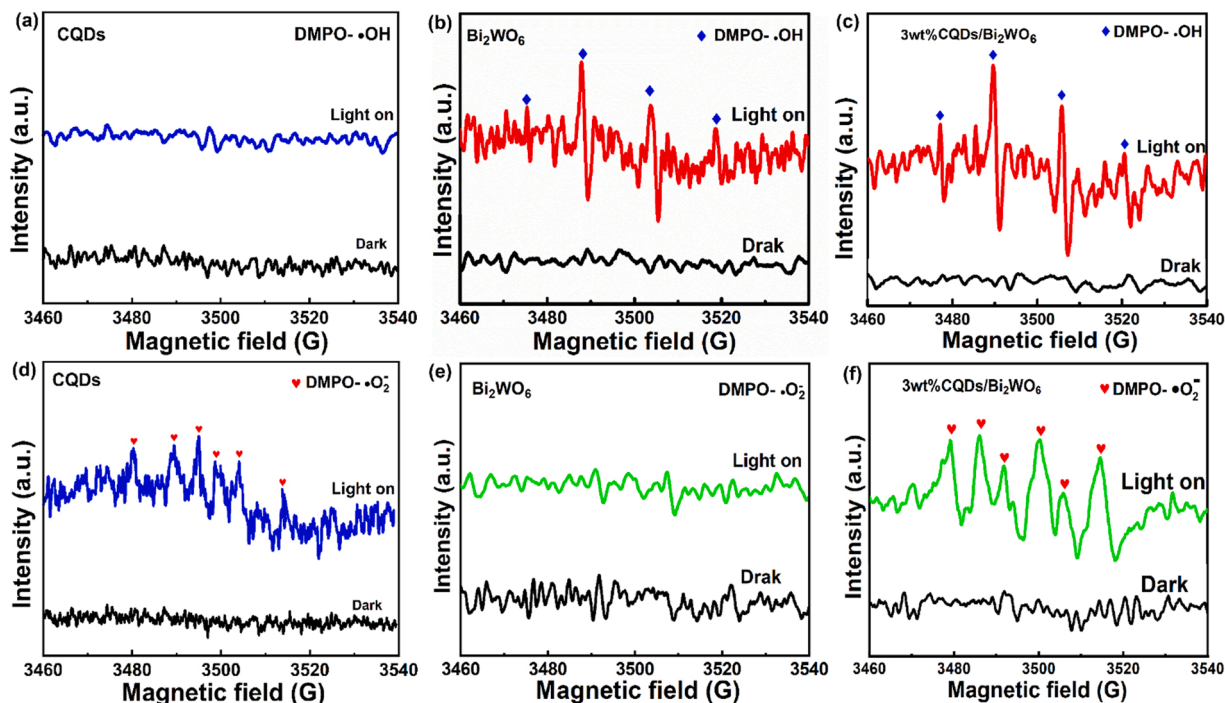 (a)
CQDs
DMPO- •OH
Light on
Dark
Intensity (a.u.)
3460 3480 3500 3520 3540
Magnetic field (G)
(b)
Bi₂WO₆
♦ DMPO- .OH
Light on
Drak
Intensity (a.u.)
3460 3480 3500 3520 3540
Magnetic field (G)
(c)
3wt%CQDs/Bi₂WO₆
♦ DMPO- .OH
Light on
Drak
Intensity (a.u.)
3460 3480 3500 3520 3540
Magnetic field (G)
(d)
CQDs
♥ DMPO- •O₂⁻
Light on
Dark
Intensity (a.u.)
3460 3480 3500 3520 3540
Magnetic field (G)
(e)
Bi₂WO₆
DMPO- .O₂⁻
Light on
Drak
Intensity (a.u.)
3460 3480 3500 3520 3540
Magnetic field (G)
(f)
3wt%CQDs/Bi₂WO₆
♥ DMPO- •O₂⁻
Light on
Dark
Intensity (a.u.)
3460 3480 3500 3520 3540
Magnetic field (G)